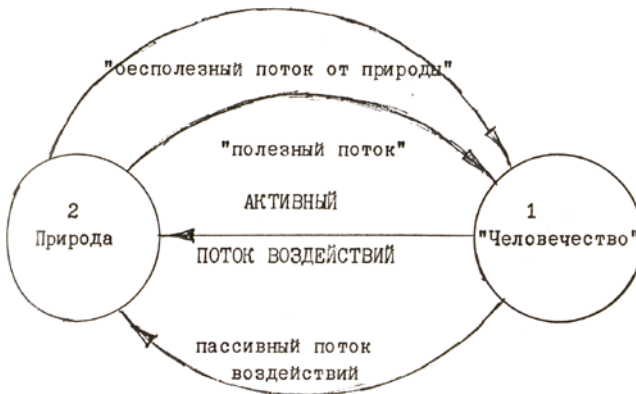 "бесполезный поток от природы"
"полезный поток"
2
Природа
АКТИВНЫЙ
ПОТОК ВОЗДЕЙСТВИЙ
1
"Человечество"
пассивный поток
воздействий